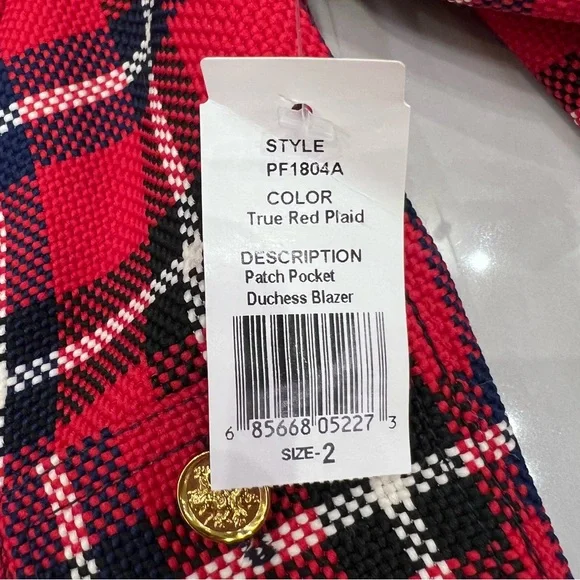 STYLE
PF1804A
COLOR
True Red Plaid
DESCRIPTION
Patch Pocket
Duchess Blazer
6 85668 05227 3
SIZE-2